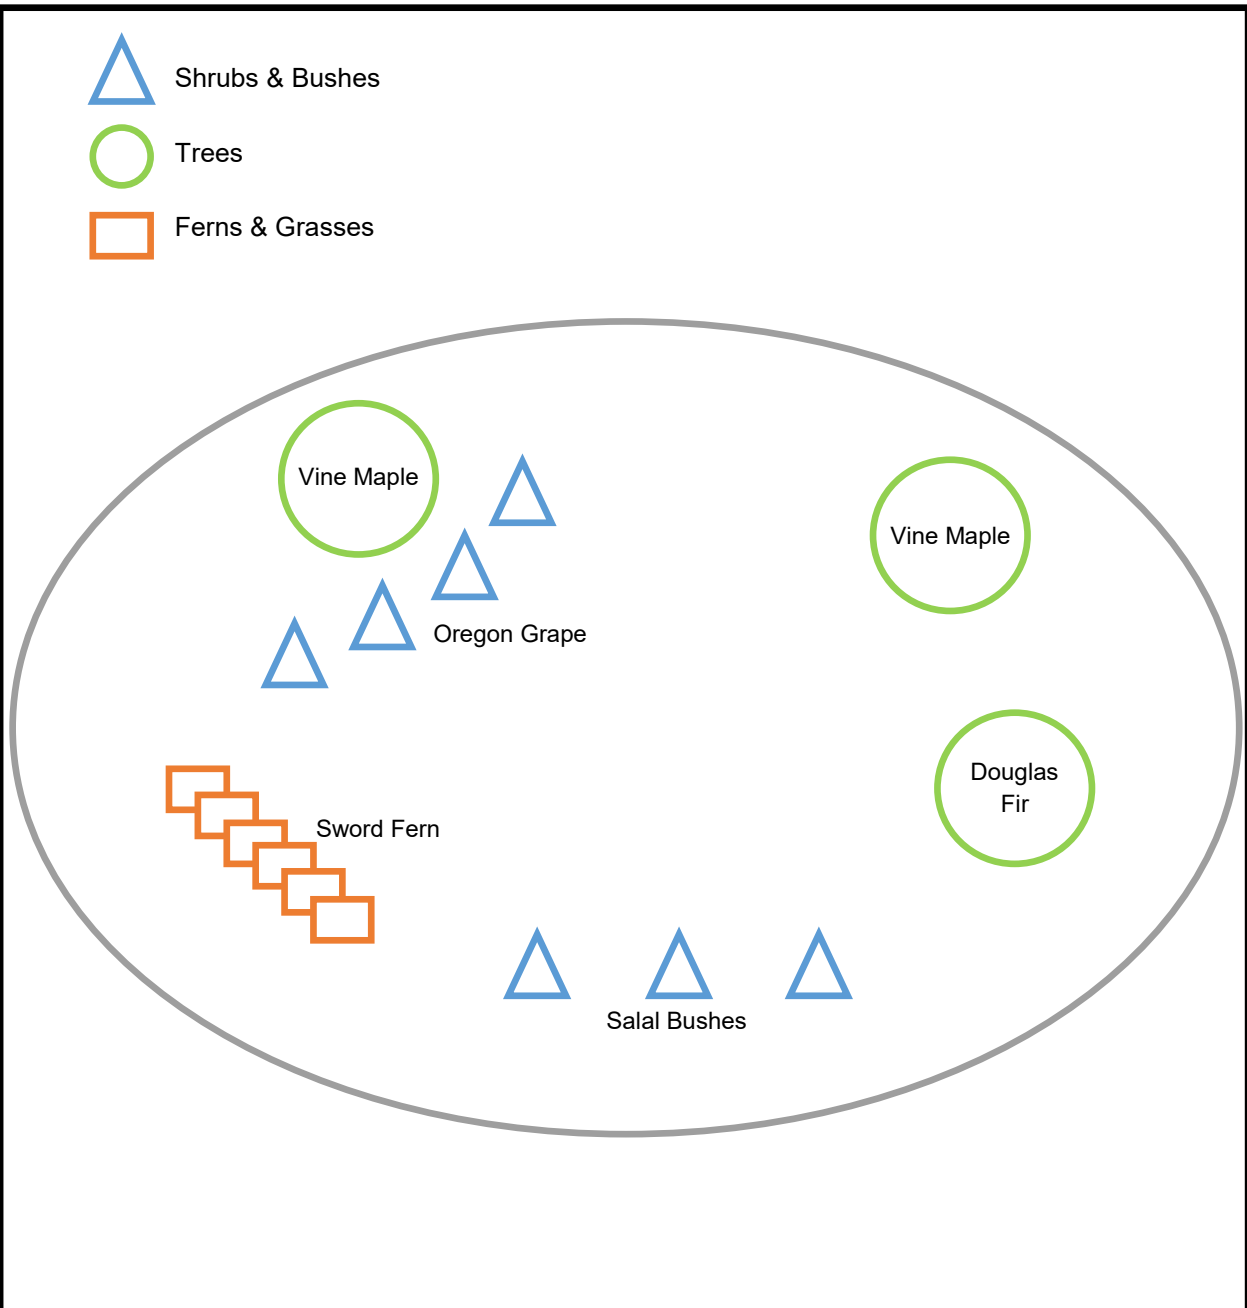 Shrubs & Bushes
Trees
Ferns & Grasses
Vine Maple
Vine Maple
Oregon Grape
Douglas
Fir
Sword Fern
Salal Bushes